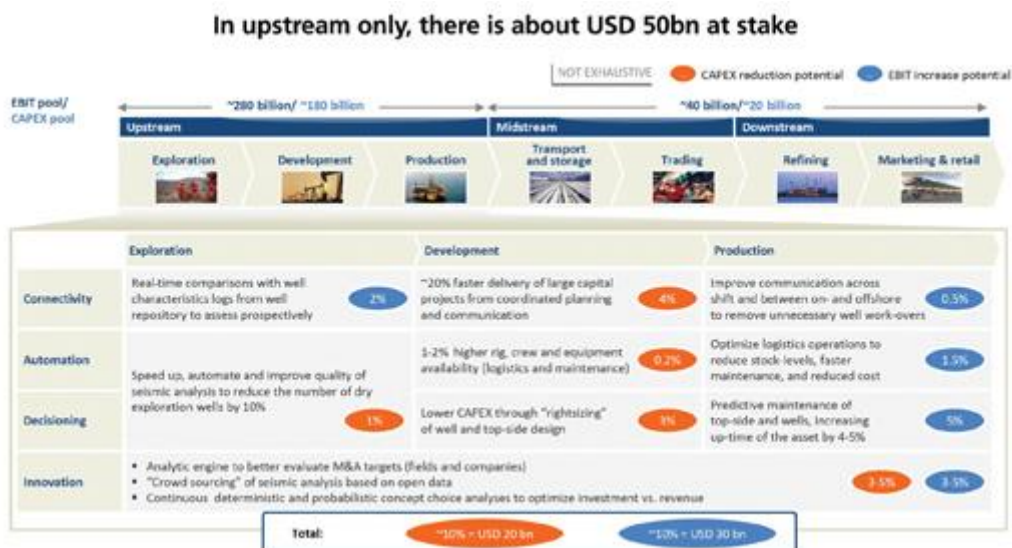 In upstream only, there is about USD 50bn at stake
NOT EXHAUSTIVE
CAPEX reduction potential
EBIT increase potential
EBIT pool/
CAPEX pool
~280 billion/ ~180 billion
~40 billion/~20 billion
Upstream
Midstream
Downstream
Exploration
Development
Production
Transport
and storage
Trading
Refining
Marketing & retail
Exploration
Development
Production
Connectivity
Real-time comparisons with well
characteristics logs from well
repository to assess prospectively
2%
~20% faster delivery of large capital
projects from coordinated planning
and communication
4%
Improve communication across
shift and between on- and offshore
to remove unnecessary well work-overs
0.5%
Automation
Decisioning
Speed up, automate and improve quality of
seismic analysis to reduce the number of dry
exploration wells by 10%
1%
1-2% higher rig, crew and equipment
availability (logistics and maintenance)
0.2%
Optimize logistics operations to
reduce stock-levels, faster
maintenance, and reduced cost
1.5%
Lower CAPEX through "rightsizing"
of well and top-side design
3%
Predictive maintenance of
top-side and wells, increasing
up-time of the asset by 4-5%
5%
Innovation
• Analytic engine to better evaluate M&A targets (fields and companies)
• "Crowd sourcing" of seismic analysis based on open data
• Continuous deterministic and probabilistic concept choice analyses to optimize investment vs. revenue
3-5%
3-5%
Total:
~10% = USD 20 bn
~10% = USD 30 bn